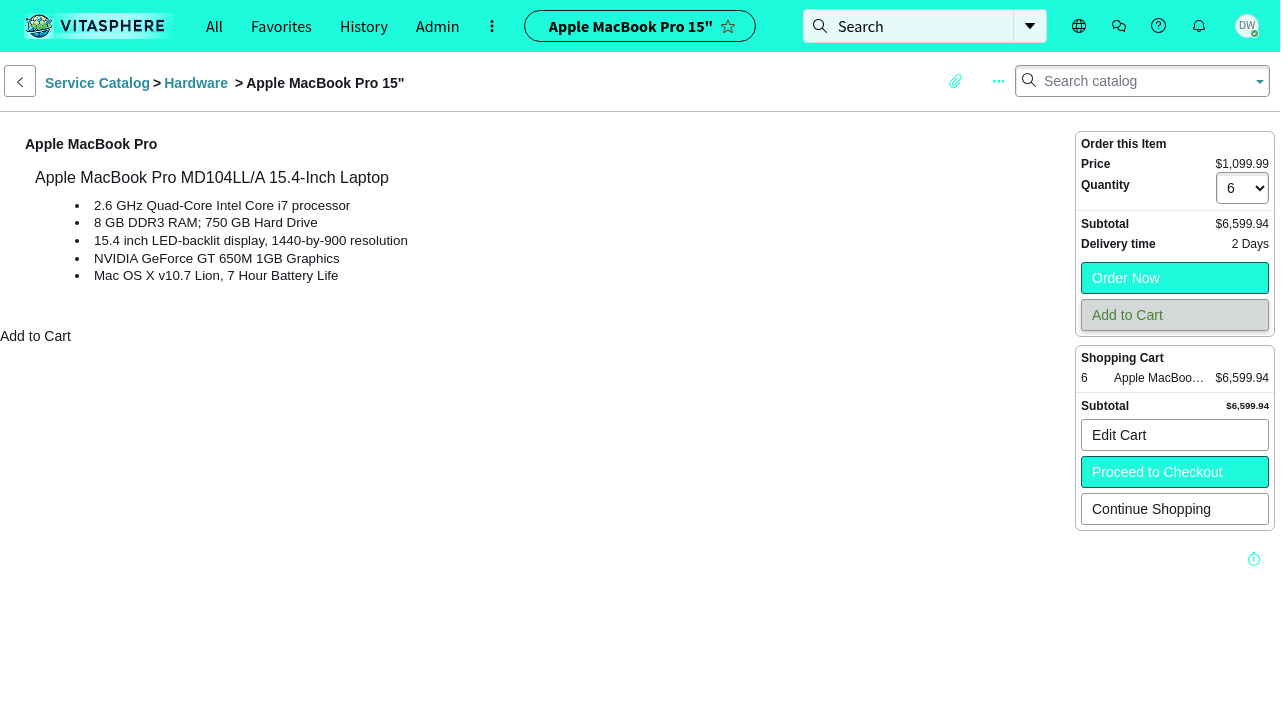 VITASPHERE
All
Favorites
History
Admin
Apple MacBook Pro 15"
Search
DW
Service Catalog > Hardware > Apple MacBook Pro 15"
Search catalog
Apple MacBook Pro
Apple MacBook Pro MD104LL/A 15.4-Inch Laptop
2.6 GHz Quad-Core Intel Core i7 processor
8 GB DDR3 RAM; 750 GB Hard Drive
15.4 inch LED-backlit display, 1440-by-900 resolution
NVIDIA GeForce GT 650M 1GB Graphics
Mac OS X v10.7 Lion, 7 Hour Battery Life
Add to Cart
Order this Item
Price $1,099.99
Quantity 6
Subtotal $6,599.94
Delivery time 2 Days
Order Now
Add to Cart
Shopping Cart
6 Apple MacBoo… $6,599.94
Subtotal $6,599.94
Edit Cart
Proceed to Checkout
Continue Shopping